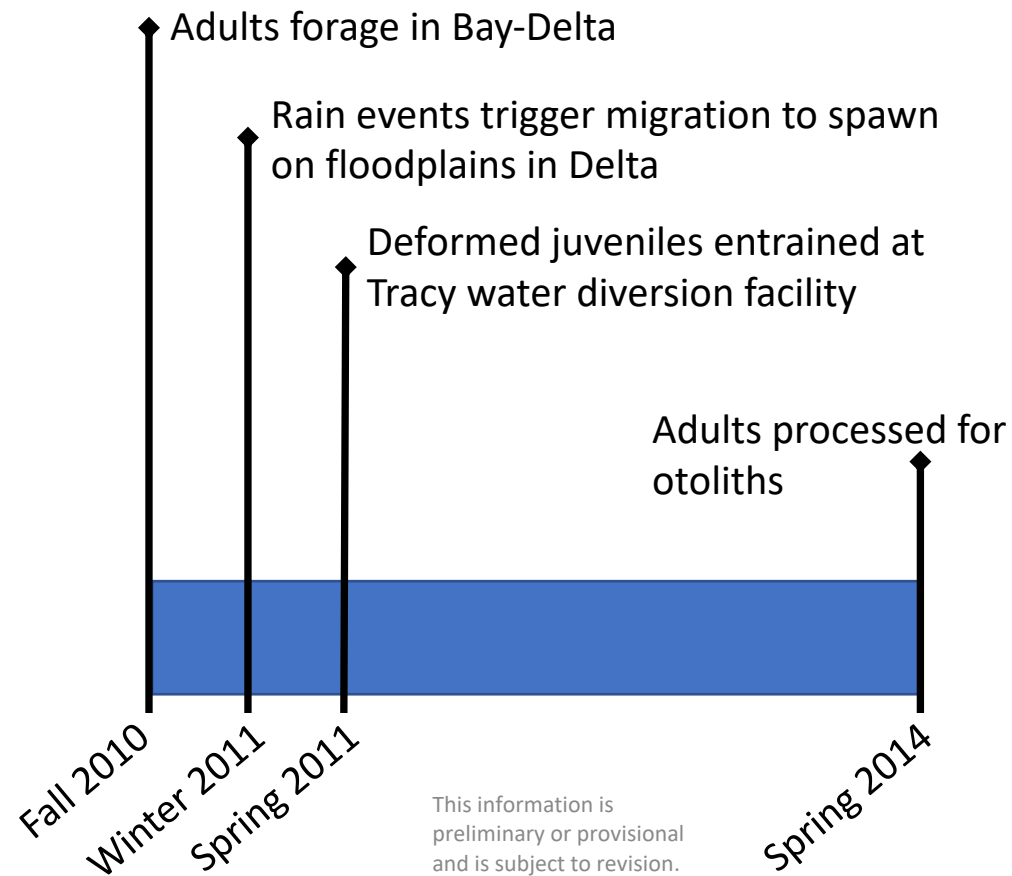 Adults forage in Bay-Delta
Rain events trigger migration to spawn
on floodplains in Delta
Deformed juveniles entrained at
Tracy water diversion facility
Adults processed for
otoliths
Fall 2010
Winter 2011
Spring 2011
Spring 2014
This information is
preliminary or provisional
and is subject to revision.